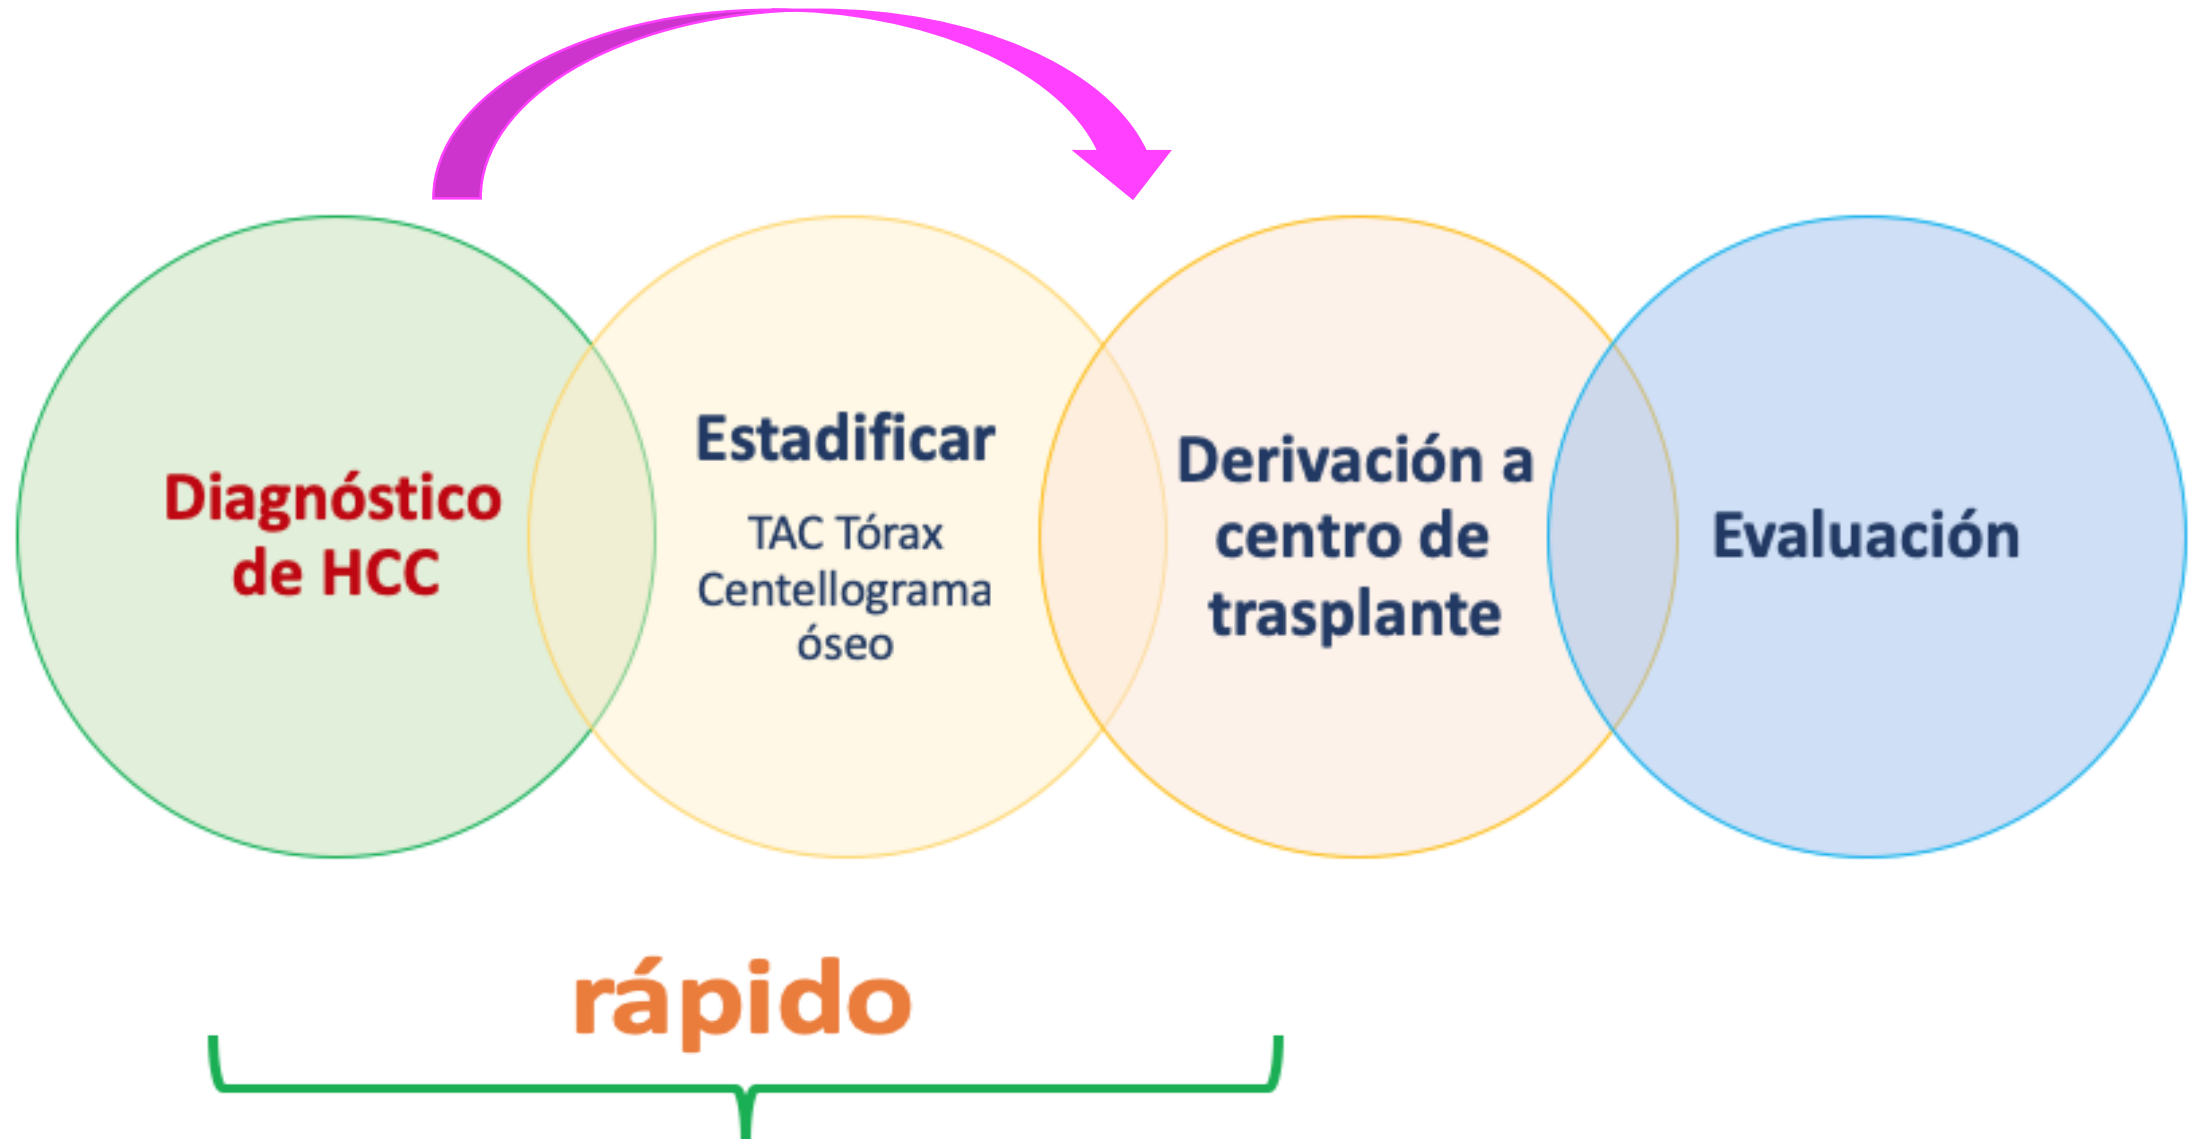 Diagnóstico
de HCC
Estadificar
TAC Tórax
Centellograma
óseo
Derivación a
centro de
trasplante
Evaluación
rápido